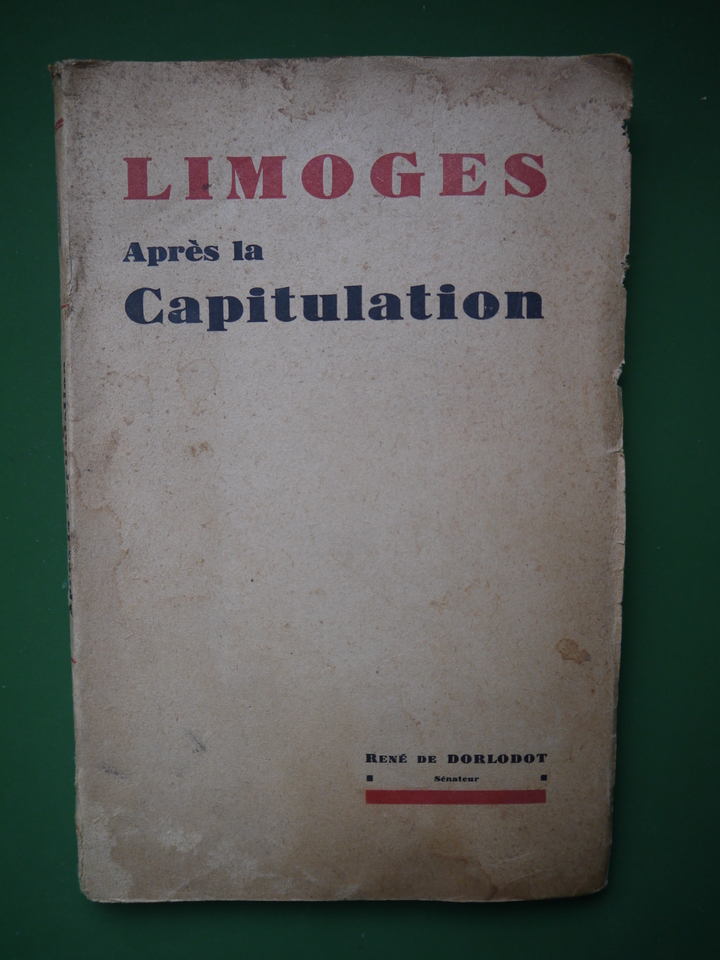 LIMOGES
Après la
Capitulation
René de DORLODOT
Sénateur